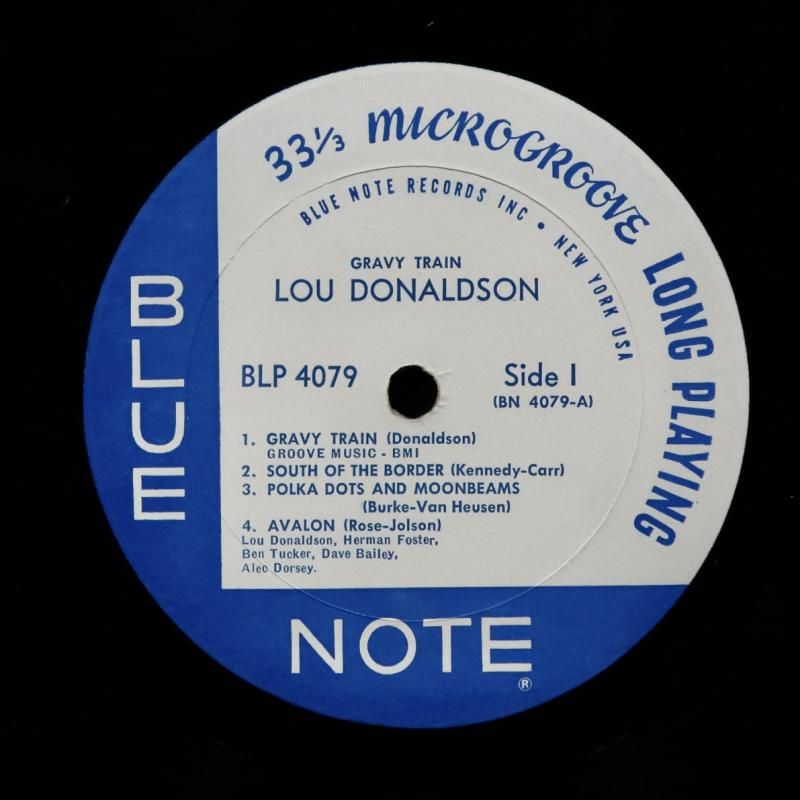 33⅓ MICROGROOVE LONG PLAYING
BLUE NOTE RECORDS INC • NEW YORK USA
GRAVY TRAIN
LOU DONALDSON
BLP 4079
Side 1
(BN 4079-A)
1. GRAVY TRAIN (Donaldson)
GROOVE MUSIC - BMI
2. SOUTH OF THE BORDER (Kennedy-Carr)
3. POLKA DOTS AND MOONBEAMS
(Burke-Van Heusen)
4. AVALON (Rose-Jolson)
Lou Donaldson, Herman Foster,
Ben Tucker, Dave Bailey,
Alec Dorsey.
BLUE
NOTE
®